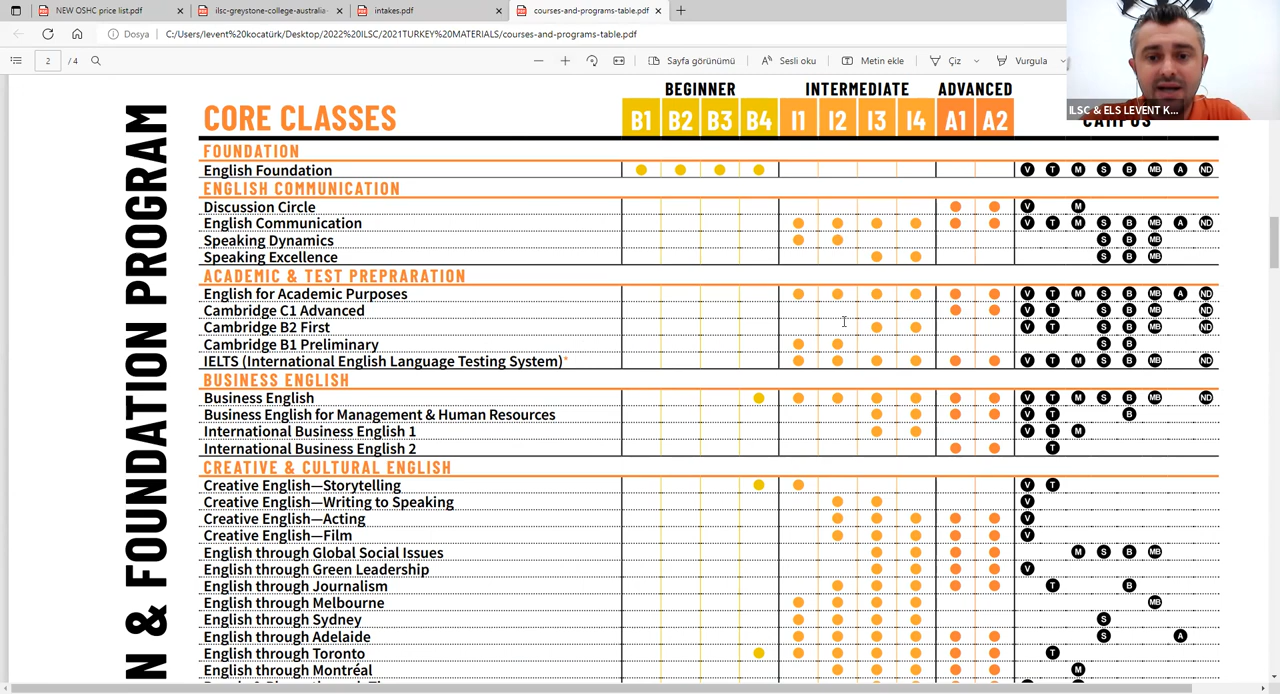 NEW OSHC price list.pdf
ilsc-greystone-college-australia-
intakes.pdf
courses-and-programs-table.pdf
Dosya
C:/Users/levent%20kocatürk/Desktop/2022%20ILSC/2021TURKEY%20MATERIALS/courses-and-programs-table.pdf
2 / 4
Sayfa görünümü
Sesli oku
Metin ekle
Çiz
Vurgula
ILSC & ELS LEVENT K...
N & FOUNDATION PROGRAM
BEGINNER INTERMEDIATE ADVANCED
CORE CLASSES B1 B2 B3 B4 I1 I2 I3 I4 A1 A2 CAMPUS
FOUNDATION
English Foundation V T M S B MB A ND
ENGLISH COMMUNICATION
Discussion Circle V M
English Communication V T M S B MB A ND
Speaking Dynamics S B MB
Speaking Excellence S B MB
ACADEMIC & TEST PREPRARATION
English for Academic Purposes V T M S B MB A ND
Cambridge C1 Advanced V T S B ND
Cambridge B2 First V T S B MB ND
Cambridge B1 Preliminary S B
IELTS (International English Language Testing System)* V T M S B MB ND
BUSINESS ENGLISH
Business English V T M S B MB ND
Business English for Management & Human Resources V T B
International Business English 1 V T M
International Business English 2 T
CREATIVE & CULTURAL ENGLISH
Creative English—Storytelling V T
Creative English—Writing to Speaking V
Creative English—Acting V
Creative English—Film V
English through Global Social Issues M S B MB
English through Green Leadership V
English through Journalism T B
English through Melbourne MB
English through Sydney S
English through Adelaide S A
English through Toronto T
English through Montréal M